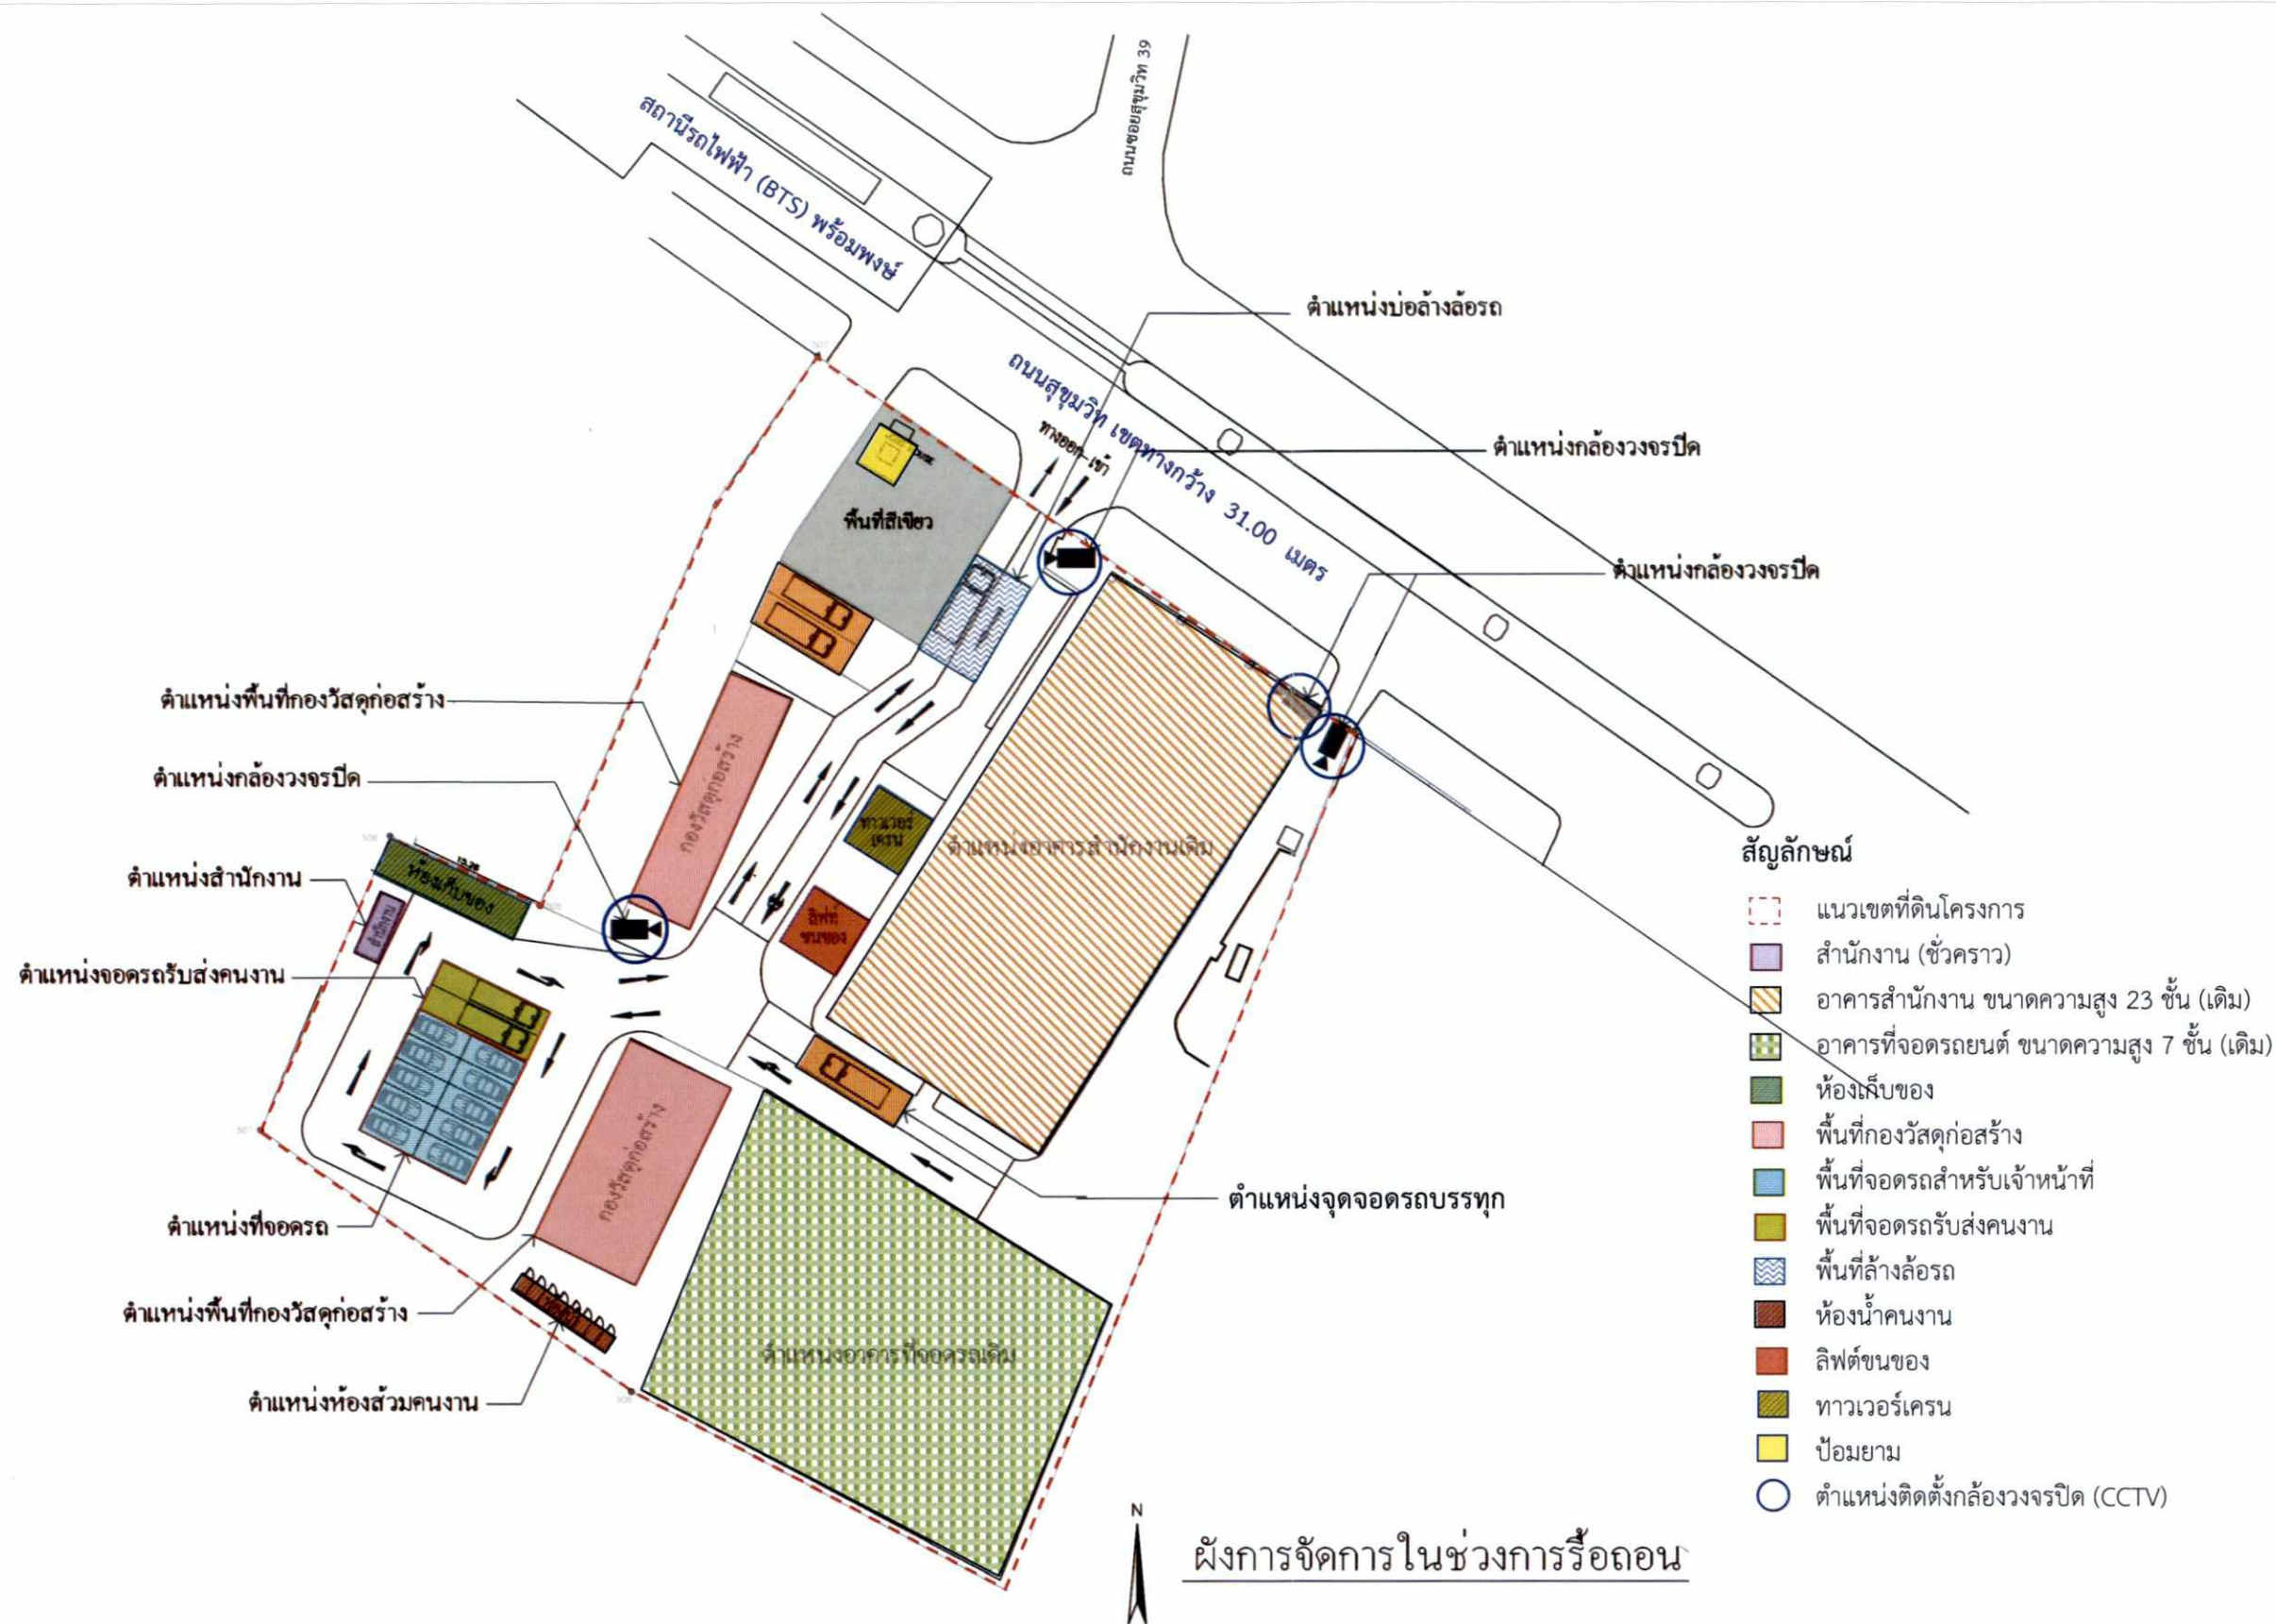 ถนนซอยสุขุมวิท 39
สถานีรถไฟฟ้า (BTS) พร้อมพงษ์
ตำแหน่งบ่อล้างล้อรถ
ถนนสุขุมวิท เขตทางกว้าง 31.00 เมตร
ทางออก-เข้า
ตำแหน่งกล้องวงจรปิด
พื้นที่สีเขียว
ตำแหน่งกล้องวงจรปิด
ตำแหน่งพื้นที่กองวัสดุก่อสร้าง
กองวัสดุก่อสร้าง
ตำแหน่งกล้องวงจรปิด
ทาวเวอร์
เครน
ตำแหน่งอาคารสำนักงานเดิม
ตำแหน่งสำนักงาน
ห้องเก็บของ
สำนักงาน
ลิฟท์
ขนของ
ตำแหน่งจอดรถรับส่งคนงาน
กองวัสดุก่อสร้าง
ตำแหน่งที่จอดรถ
ตำแหน่งจุดจอดรถบรรทุก
ตำแหน่งพื้นที่กองวัสดุก่อสร้าง
ตำแหน่งอาคารที่จอดรถเดิม
ตำแหน่งห้องส้วมคนงาน
สัญลักษณ์
แนวเขตที่ดินโครงการ
สำนักงาน (ชั่วคราว)
อาคารสำนักงาน ขนาดความสูง 23 ชั้น (เดิม)
อาคารที่จอดรถยนต์ ขนาดความสูง 7 ชั้น (เดิม)
ห้องเก็บของ
พื้นที่กองวัสดุก่อสร้าง
พื้นที่จอดรถสำหรับเจ้าหน้าที่
พื้นที่จอดรถรับส่งคนงาน
พื้นที่ล้างล้อรถ
ห้องน้ำคนงาน
ลิฟต์ขนของ
ทาวเวอร์เครน
ป้อมยาม
ตำแหน่งติดตั้งกล้องวงจรปิด (CCTV)
N
ผังการจัดการในช่วงการรื้อถอน